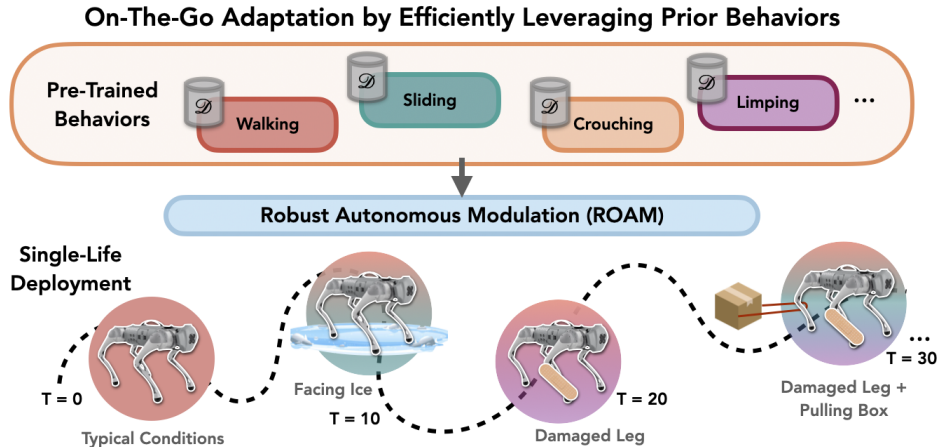 On-The-Go Adaptation by Efficiently Leveraging Prior Behaviors
Pre-Trained
Behaviors
𝒟
Walking
𝒟
Sliding
𝒟
Crouching
𝒟
Limping
...
Robust Autonomous Modulation (ROAM)
Single-Life
Deployment
T = 0
Typical Conditions
Facing Ice
T = 10
T = 20
Damaged Leg
T = 30
...
Damaged Leg +
Pulling Box